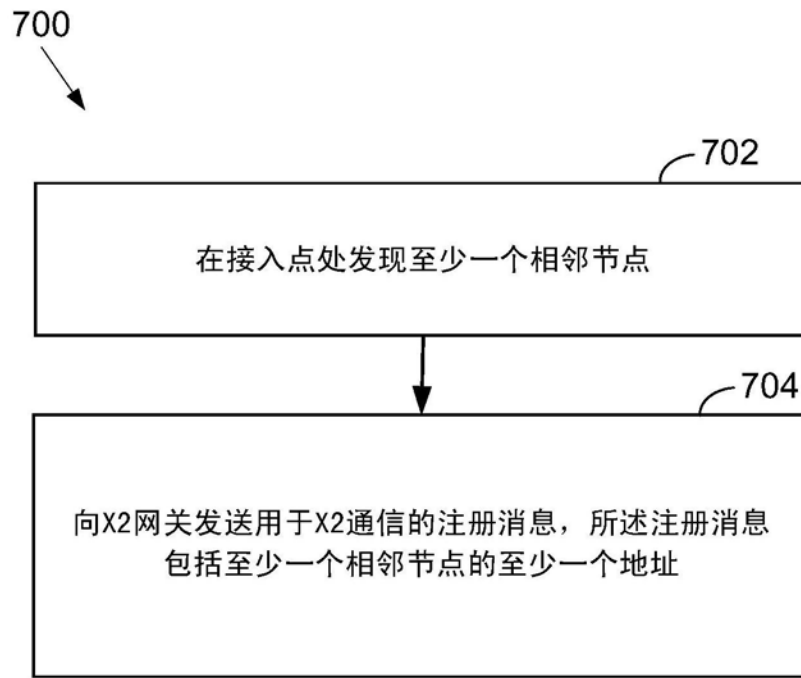 700
702
在接入点处发现至少一个相邻节点
704
向X2网关发送用于X2通信的注册消息，所述注册消息
包括至少一个相邻节点的至少一个地址